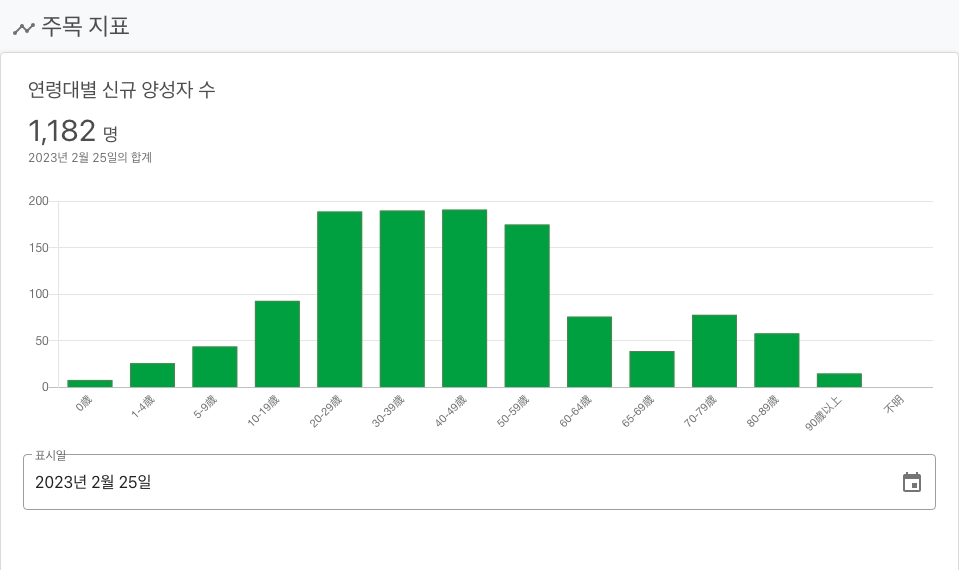 주목 지표
연령대별 신규 양성자 수
1,182 명
2023년 2월 25일의 합계
200
150
100
50
0
0歳
1-4歳
5-9歳
10-19歳
20-29歳
30-39歳
40-49歳
50-59歳
60-64歳
65-69歳
70-79歳
80-89歳
90歳以上
不明
표시일
2023년 2월 25일